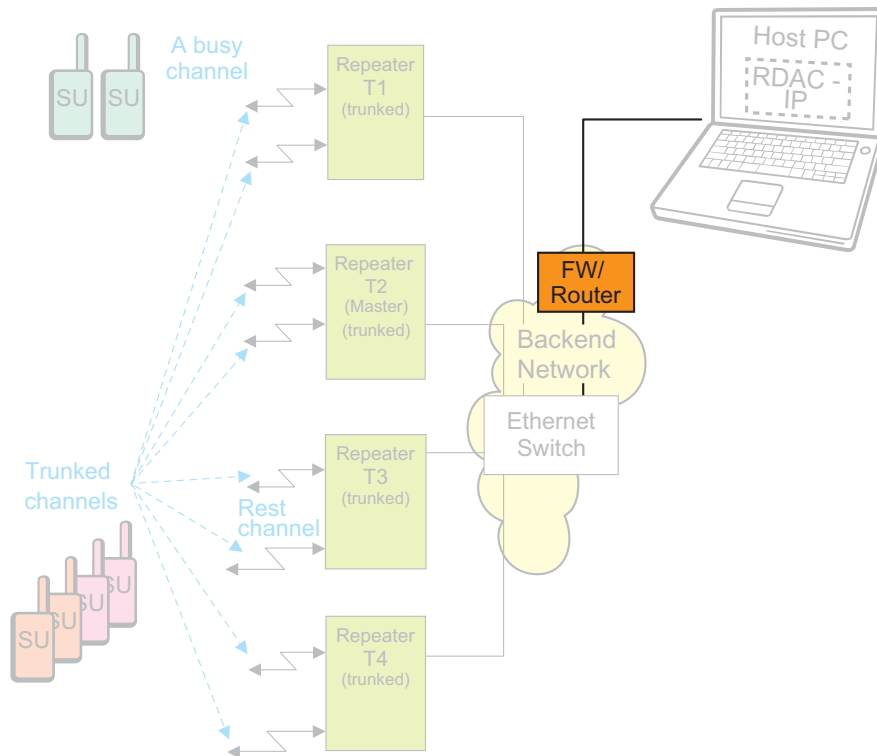 A busy
channel
SU
SU
Repeater
T1
(trunked)
Host PC
RDAC -
IP
Repeater
T2
(Master)
(trunked)
FW/
Router
Backend
Network
Ethernet
Switch
Repeater
T3
(trunked)
Trunked
channels
Rest
channel
SU
SU
SU
SU
Repeater
T4
(trunked)